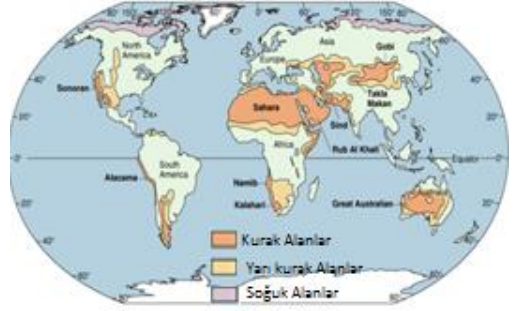 North
America
Europe
Asia
Gobi
Sonoran
Takla
Makan
Sahara
Sind
Africa
Rub Al Khali
Equator
South
America
Atacama
Namib
Kalahari
Great Australian
Kurak Alanlar
Yarı kurak Alanlar
Soğuk Alanlar